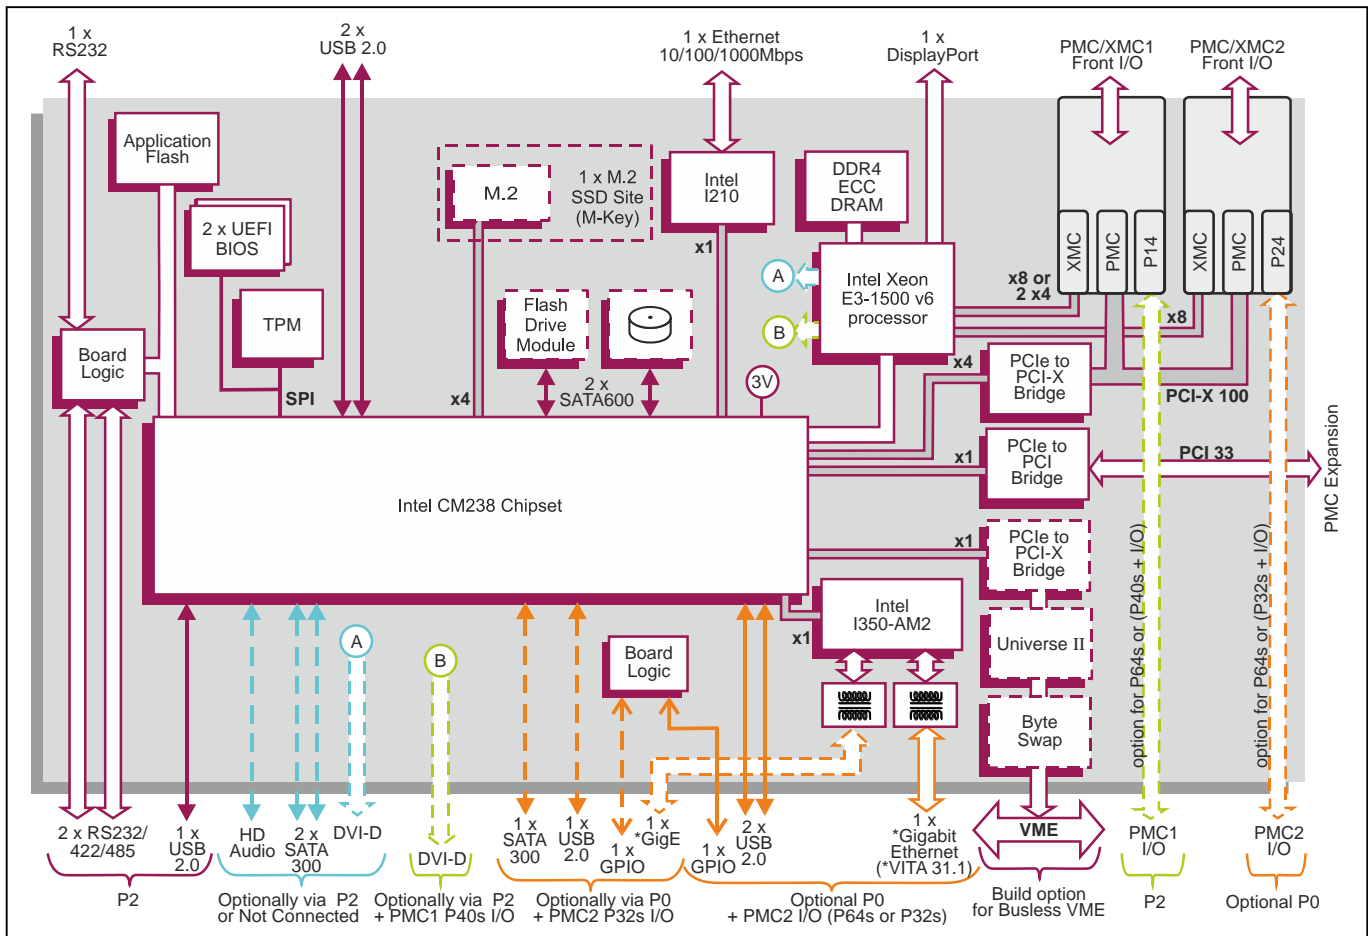 1 x
RS232
2 x
USB 2.0
1 x Ethernet
10/100/1000Mbps
1 x
DisplayPort
PMC/XMC1
Front I/O
PMC/XMC2
Front I/O
Application
Flash
2 x UEFI
BIOS
TPM
SPI
Board
Logic
M.2
1 x M.2
SSD Site
(M-Key)
x4
Flash
Drive
Module
2 x
SATA600
Intel
I210
x1
DDR4
ECC
DRAM
A
B
Intel Xeon
E3-1500 v6
processor
3V
XMC
PMC
P14
XMC
PMC
P24
x8 or
2 x4
x8
x4
PCIe to
PCI-X
Bridge
PCI-X 100
x1
PCIe to
PCI
Bridge
PCI 33
PMC Expansion
Intel CM238 Chipset
x1
PCIe to
PCI-X
Bridge
Universe II
Byte
Swap
x1
Intel
I350-AM2
option for P64s or (P40s + I/O)
option for P64s or (P32s + I/O)
A
B
Board
Logic
2 x RS232/
422/485
1 x
USB
2.0
P2
HD
Audio
2 x
SATA
300
DVI-D
Optionally via P2
or Not Connected
DVI-D
Optionally via P2
+ PMC1 P40s I/O
1 x
SATA
300
1 x
USB
2.0
1 x
GPIO
1 x
*GigE
Optionally via P0
+ PMC2 P32s I/O
1 x
GPIO
2 x
USB
2.0
1 x
*Gigabit
Ethernet
(*VITA 31.1)
Optional P0
+ PMC2 I/O (P64s or P32s)
VME
Build option
for Busless VME
PMC1
I/O
P2
PMC2
I/O
Optional P0